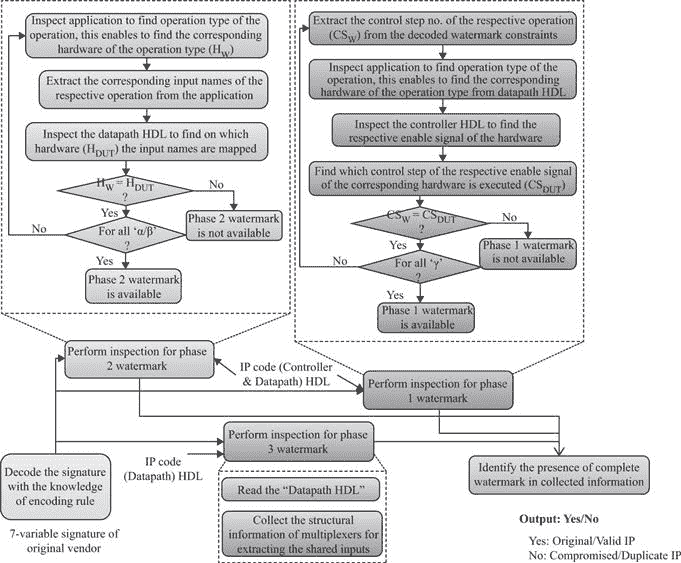 Inspect application to find operation type of the
operation, this enables to find the corresponding
hardware of the operation type (HW)
Extract the corresponding input names of the
respective operation from the application
Inspect the datapath HDL to find on which
hardware (HDUT) the input names are mapped
HW = HDUT
?
No
Yes
Phase 2 watermark
is not available
No
For all ‘α/β’
?
Yes
Phase 2 watermark
is available
Extract the control step no. of the respective operation
(CSW) from the decoded watermark constraints
Inspect application to find operation type of the
operation, this enables to find the corresponding
hardware of the operation type from datapath HDL
Inspect the controller HDL to find the
respective enable signal of the hardware
Find which control step of the respective enable signal
of the corresponding hardware is executed (CSDUT)
CSW = CSDUT
?
No
Yes
Phase 1 watermark
is not available
No
For all ‘γ’
?
Yes
Phase 1 watermark
is available
Perform inspection for phase
2 watermark
IP code (Controller
& Datapath) HDL
Perform inspection for phase
1 watermark
Perform inspection for phase
3 watermark
IP code
(Datapath) HDL
Decode the signature
with the knowledge
of encoding rule
7-variable signature of
original vendor
Read the “Datapath HDL”
Collect the structural
information of multiplexers for
extracting the shared inputs
Identify the presence of complete
watermark in collected information
Output: Yes/No
Yes: Original/Valid IP
No: Compromised/Duplicate IP